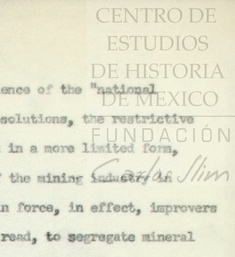 CENTRO DE
ESTUDIOS
DE HISTORIA
DE MEXICO
FUNDACIÓN
Carlos Slim
ence of the "national
solutions, the restrictive
in a more limited form,
f the mining industry in
n force, in effect, improvers
read, to segregate mineral